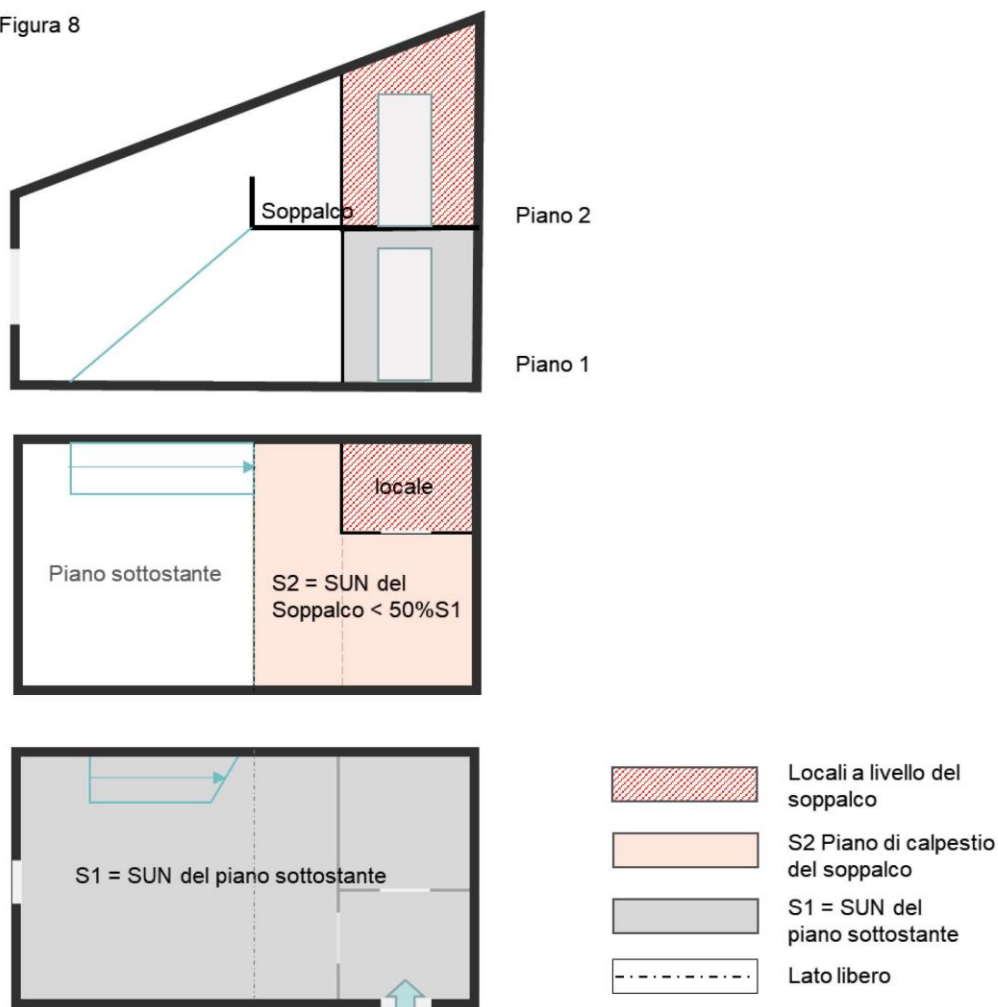 Figura 8
Soppalco
Piano 2
Piano 1
locale
Piano sottostante
S2 = SUN del
Soppalco < 50%S1
S1 = SUN del piano sottostante
Locali a livello del
soppalco
S2 Piano di calpestio
del soppalco
S1 = SUN del
piano sottostante
Lato libero